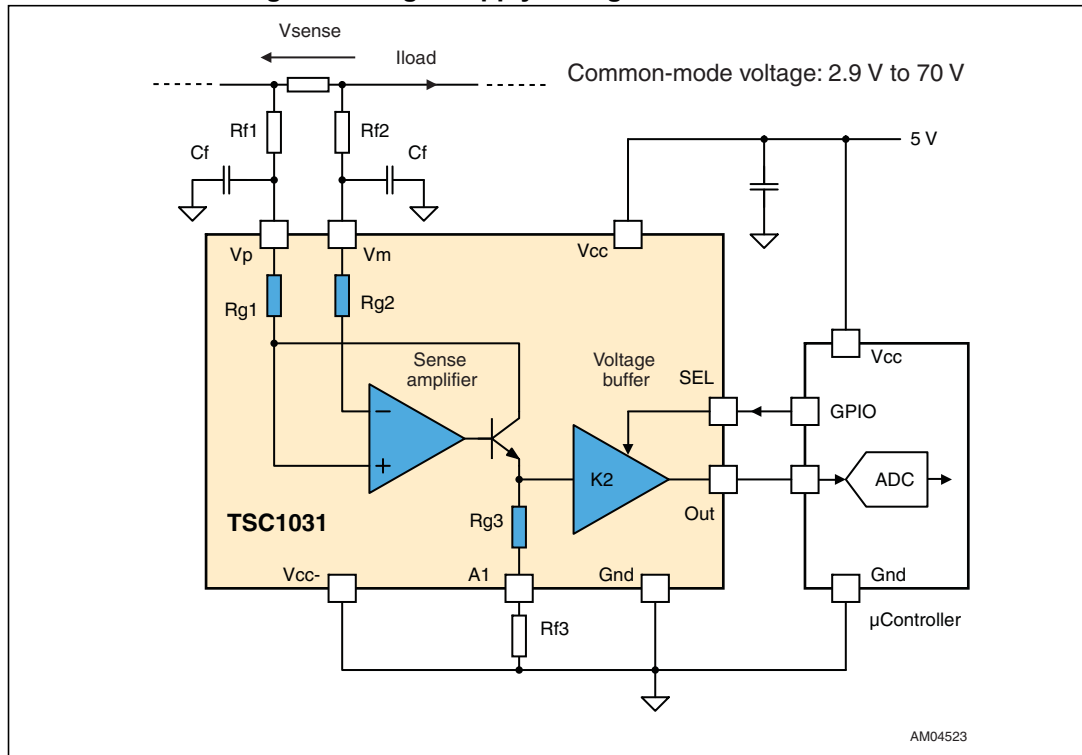 Vsense
Iload
Common-mode voltage: 2.9 V to 70 V
Rf1
Rf2
Cf
Cf
5 V
Vp
Vm
Vcc
Rg1
Rg2
Sense
amplifier
Voltage
buffer
SEL
Vcc
GPIO
K2
ADC
Out
TSC1031
Rg3
Vcc-
A1
Gnd
Gnd
Rf3
µController
AM04523